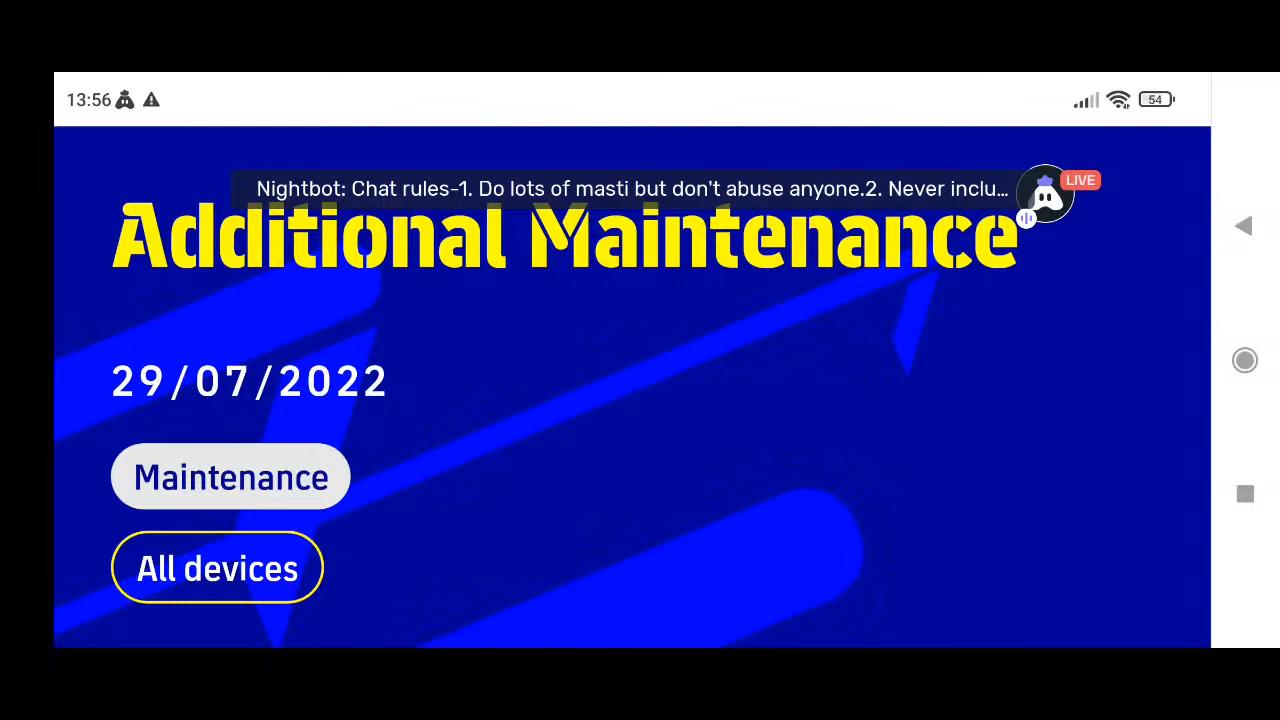 13:56
54
Nightbot: Chat rules-1. Do lots of masti but don't abuse anyone.2. Never inclu...
LIVE
Additional Maintenance
29/07/2022
Maintenance
All devices